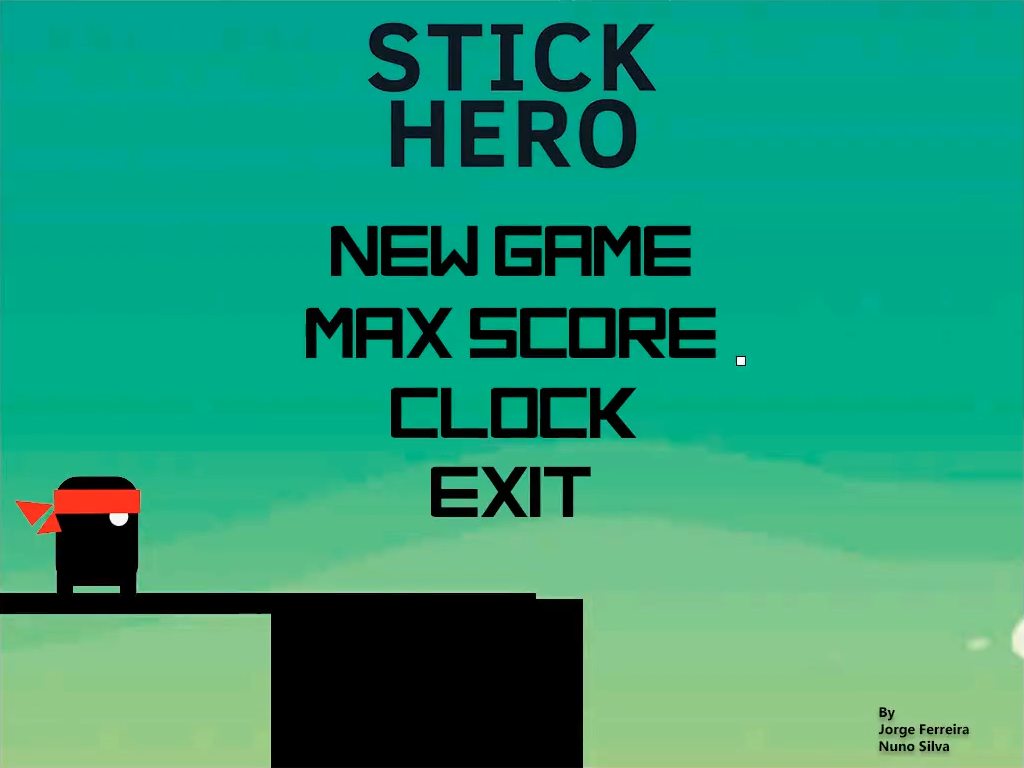 STICK
HERO
NEW GAME
MAX SCORE
CLOCK
EXIT
By
Jorge Ferreira
Nuno Silva